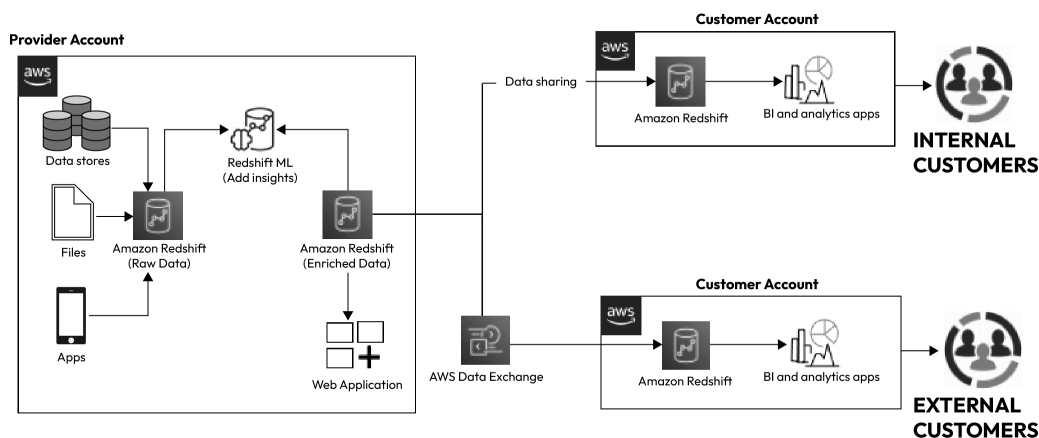 Customer Account
Provider Account
aws
aws
Data sharing
Amazon Redshift
BI and analytics apps
INTERNAL
CUSTOMERS
Data stores
Redshift ML
(Add insights)
Files
Amazon Redshift
(Raw Data)
Amazon Redshift
(Enriched Data)
Apps
Web Application
AWS Data Exchange
Customer Account
aws
Amazon Redshift
BI and analytics apps
EXTERNAL
CUSTOMERS